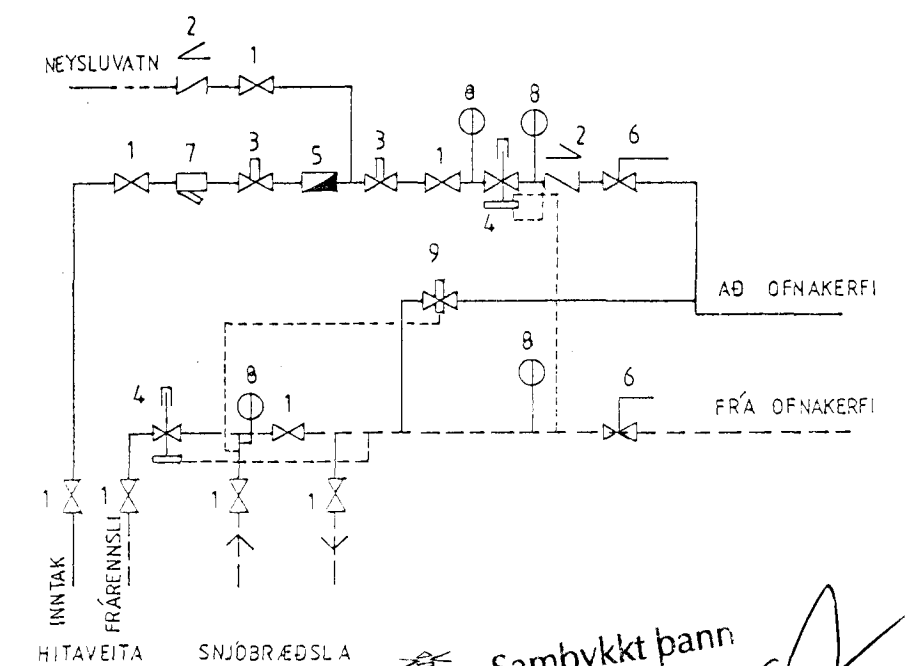 2
NEYSLUVATN
1
8
8
2
6
1
7
3
5
3
1
4
9
AÐ OFNAKERFI
8
6
4
8
1
FRÁ OFNAKERFI
1
1
1
1
INNTAK
FRÁRENNSLI
HITAVEITA
SNJÓBRÆÐSLA
Samþykkt þann